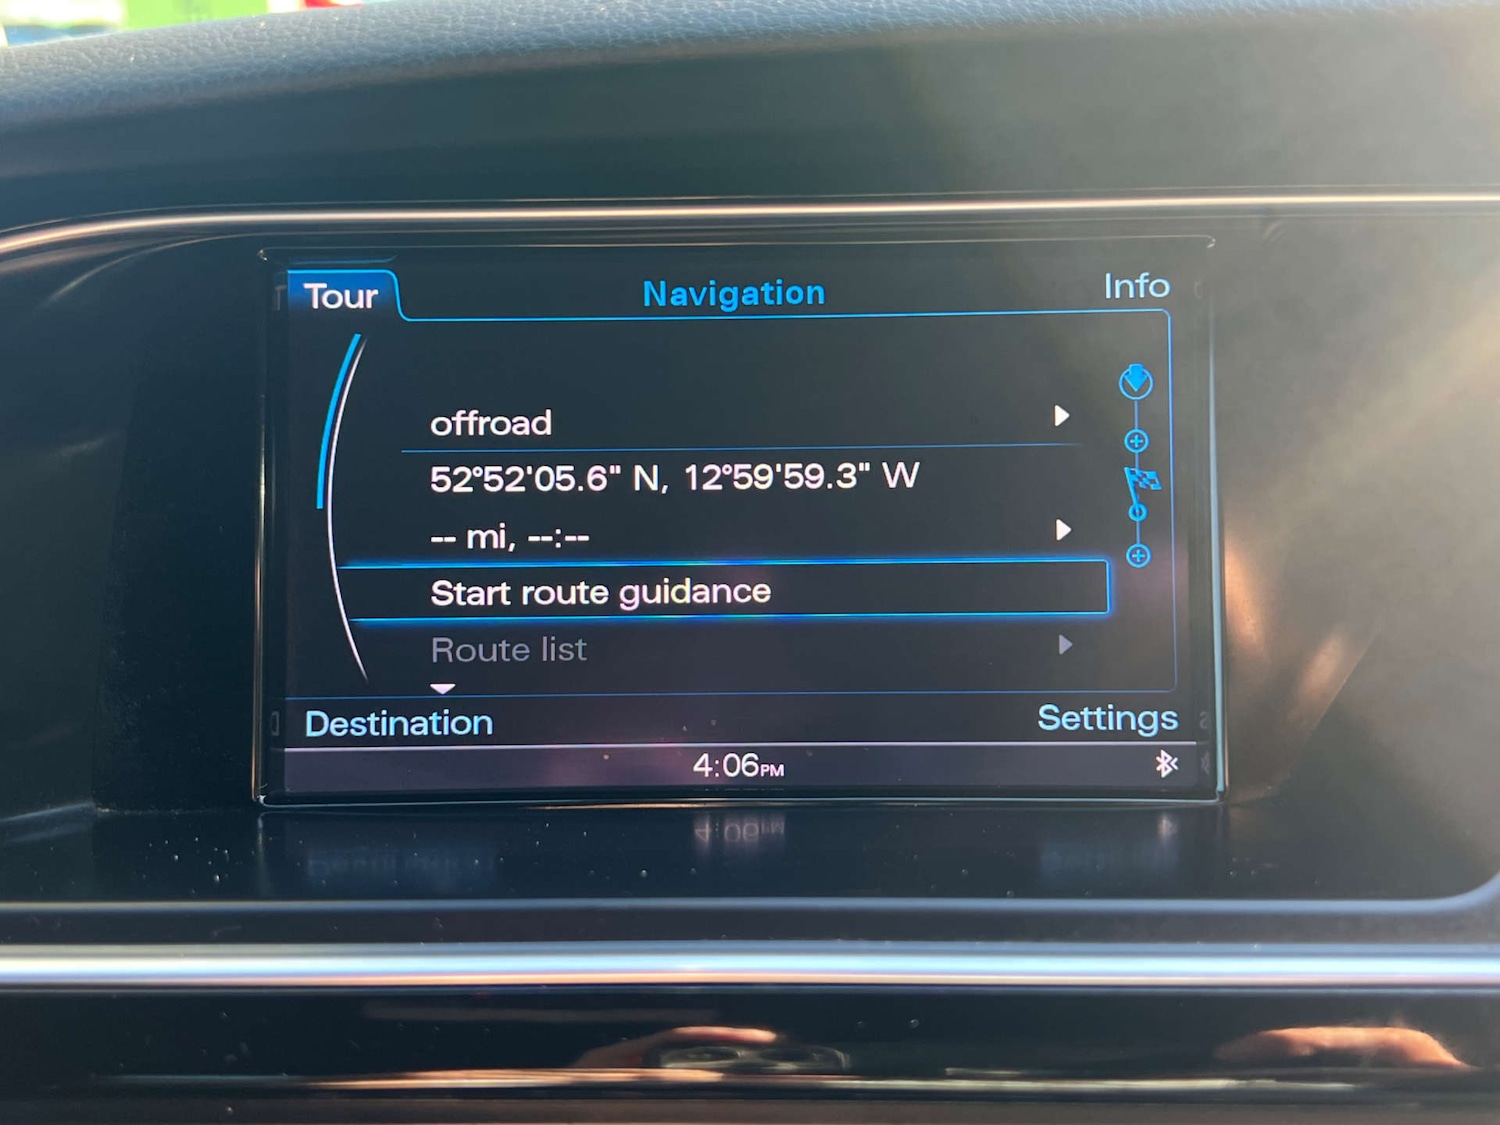 Tour Navigation Info
offroad
52°52'05.6" N, 12°59'59.3" W
-- mi, --:--
Start route guidance
Route list
Destination Settings
4:06PM